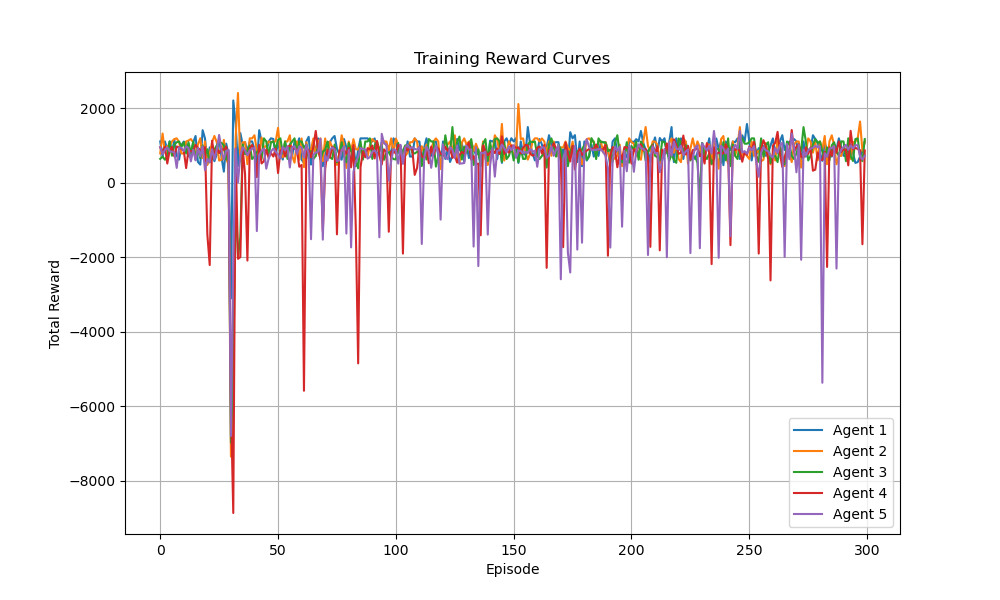 Training Reward Curves
Total Reward
2000
0
−2000
−4000
−6000
−8000
0 50 100 150 200 250 300
Episode
Agent 1
Agent 2
Agent 3
Agent 4
Agent 5